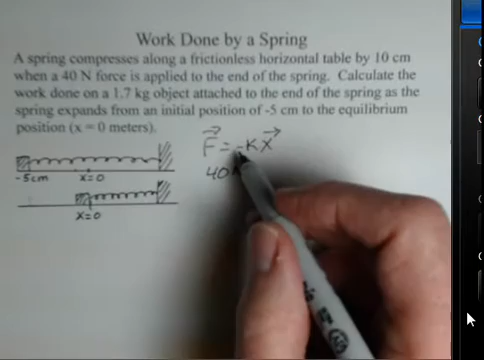 Work Done by a Spring
A spring compresses along a frictionless horizontal table by 10 cm
when a 40 N force is applied to the end of the spring. Calculate the
work done on a 1.7 kg object attached to the end of the spring as the
spring expands from an initial position of -5 cm to the equilibrium
position (x = 0 meters).
F = -Kx
40
-5cm x=0
x=0